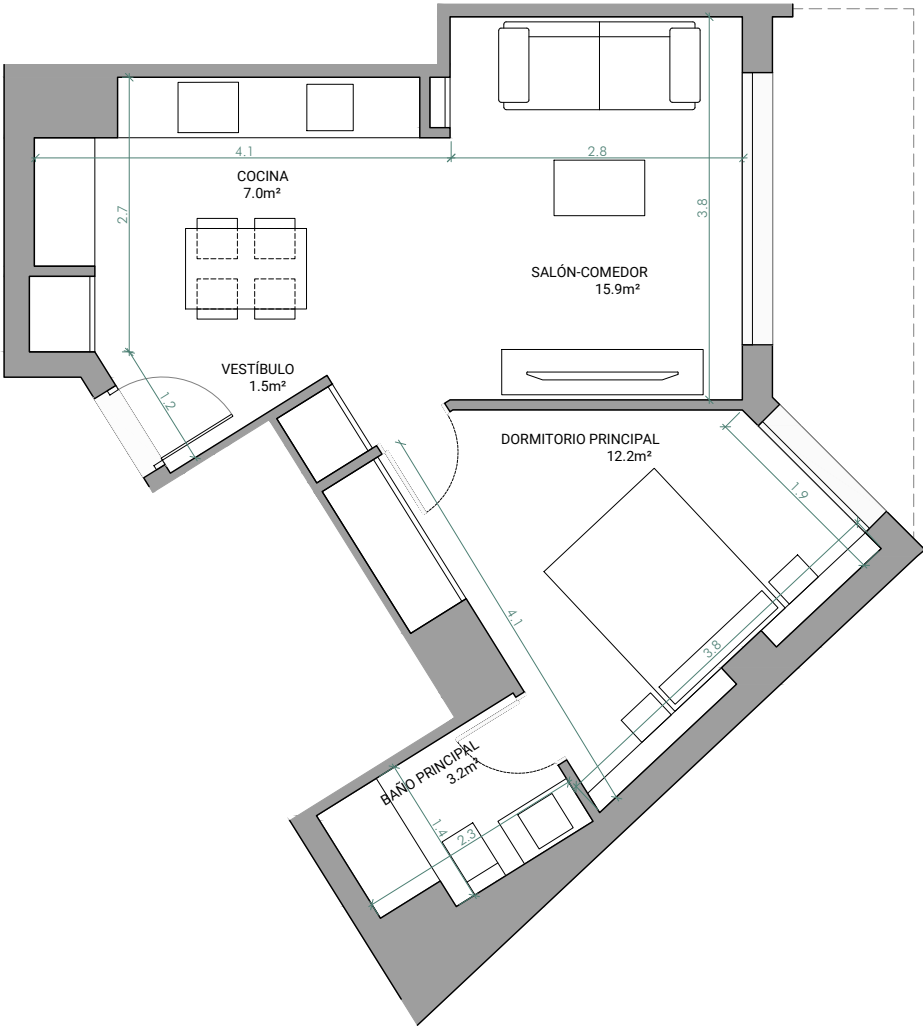 4.1
2.8
COCINA
7.0m²
2.7
3.8
SALÓN-COMEDOR
15.9m²
VESTÍBULO
1.5m²
1.2
DORMITORIO PRINCIPAL
12.2m²
1.9
4.1
3.8
BAÑO PRINCIPAL
3.2m²
1.4
2.3